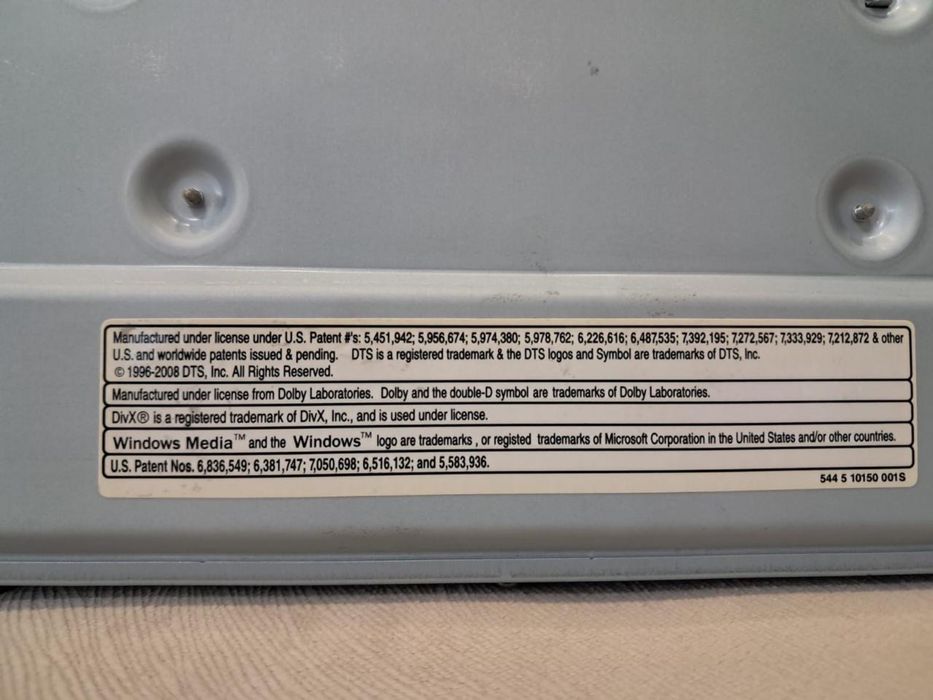 Manufactured under license under U.S. Patent #'s: 5,451,942; 5,956,674; 5,974,380; 5,978,762; 6,226,616; 6,487,535; 7,392,195; 7,272,567; 7,333,929; 7,212,872 & other
U.S. and worldwide patents issued & pending. DTS is a registered trademark & the DTS logos and Symbol are trademarks of DTS, Inc.
© 1996-2008 DTS, Inc. All Rights Reserved.
Manufactured under license from Dolby Laboratories. Dolby and the double-D symbol are trademarks of Dolby Laboratories.
DivX® is a registered trademark of DivX, Inc., and is used under license.
Windows Media™ and the Windows™ logo are trademarks , or registed trademarks of Microsoft Corporation in the United States and/or other countries.
U.S. Patent Nos. 6,836,549; 6,381,747; 7,050,698; 6,516,132; and 5,583,936.
544 5 10150 001S